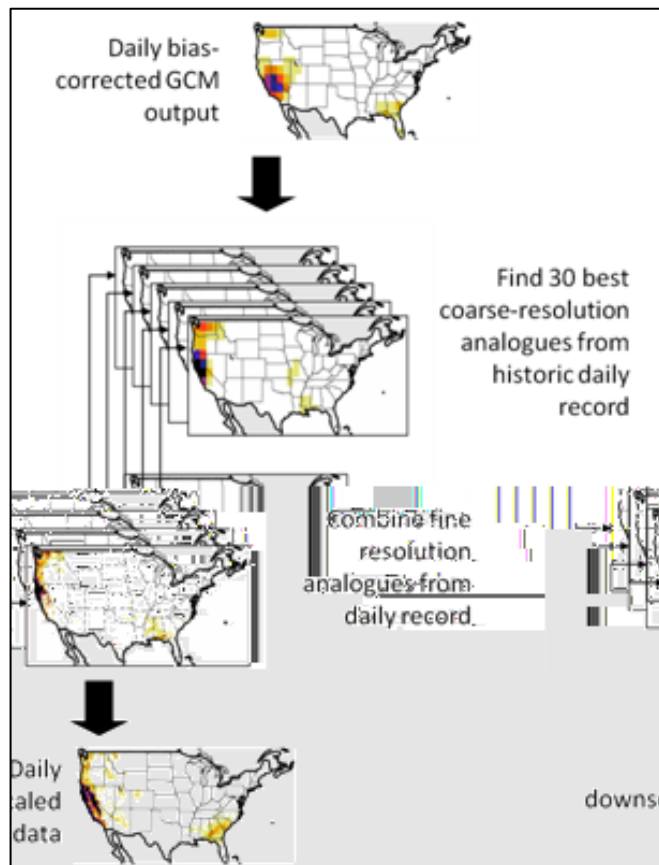 Daily bias-
corrected GCM
output
Find 30 best
coarse-resolution
analogues from
historic daily
record
Combine fine
resolution
analogues from
daily record
Daily
caled
downs
data